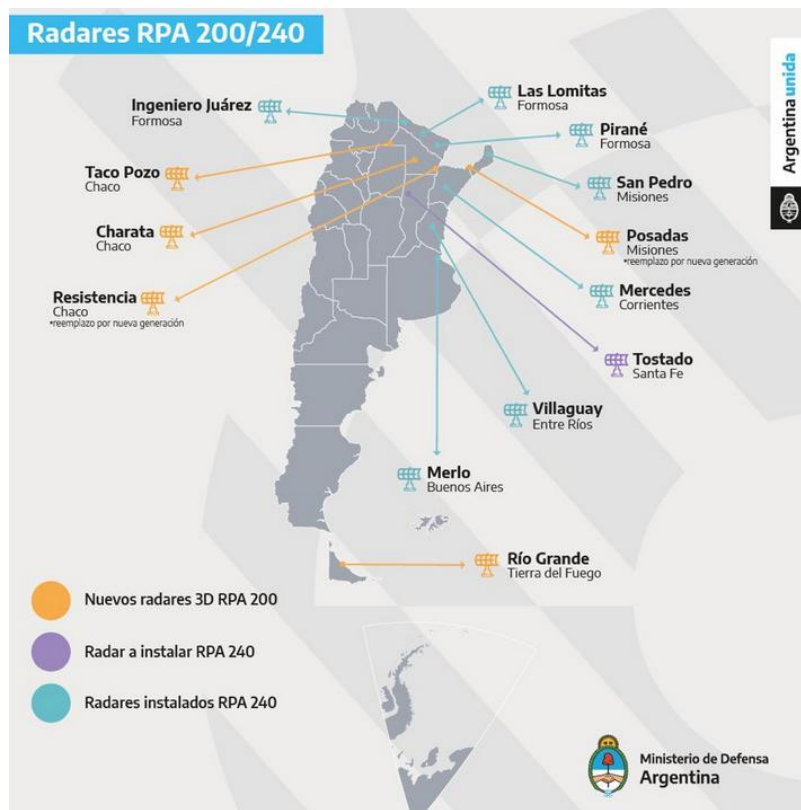 Radares RPA 200/240
Argentina unida
Ingeniero Juárez
Formosa
Las Lomitas
Formosa
Pirané
Formosa
Taco Pozo
Chaco
San Pedro
Misiones
Charata
Chaco
Posadas
Misiones
*reemplazo por nueva generación
Resistencia
Chaco
*reemplazo por nueva generación
Mercedes
Corrientes
Tostado
Santa Fe
Villaguay
Entre Ríos
Merlo
Buenos Aires
Río Grande
Tierra del Fuego
Nuevos radares 3D RPA 200
Radar a instalar RPA 240
Radares instalados RPA 240
Ministerio de Defensa
Argentina